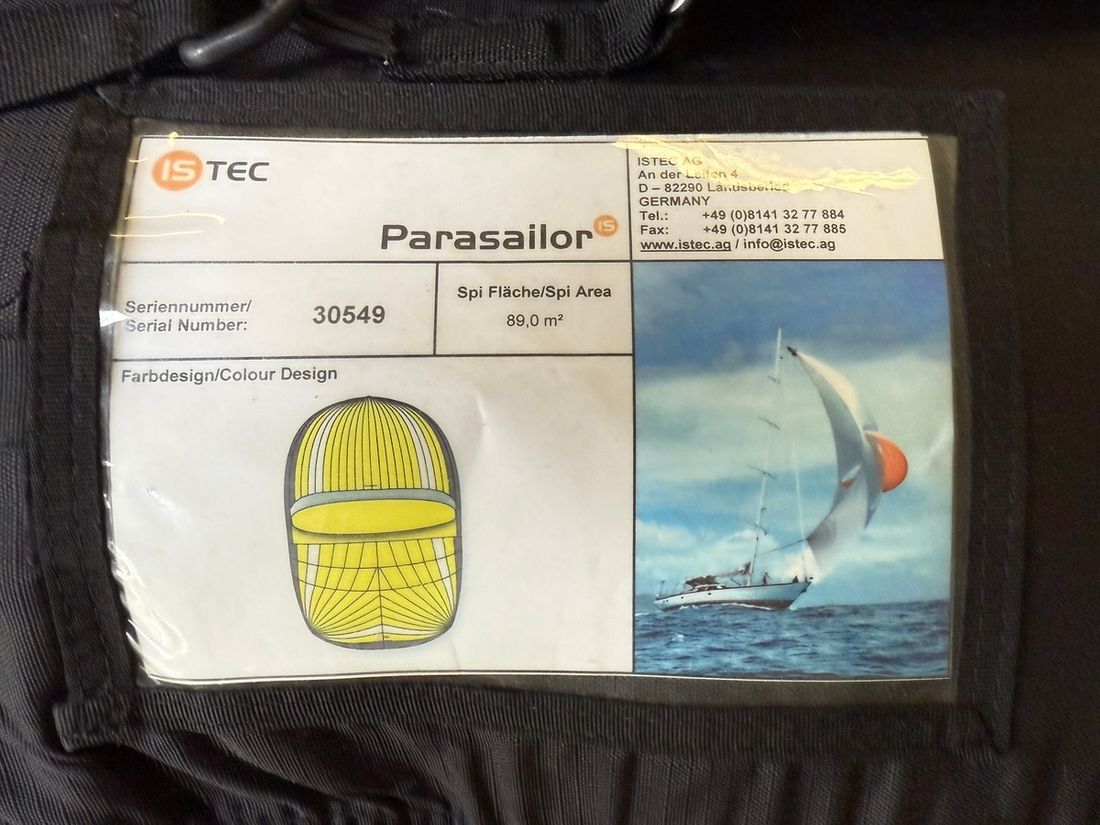 IS TEC
Parasailor IS
ISTEC AG
An der Leiten 4
D – 82290 Landsberied
GERMANY
Tel.: +49 (0)8141 32 77 884
Fax: +49 (0)8141 32 77 885
www.istec.ag / info@istec.ag
Seriennummer/
Serial Number: 30549
Spi Fläche/Spi Area
89,0 m²
Farbdesign/Colour Design